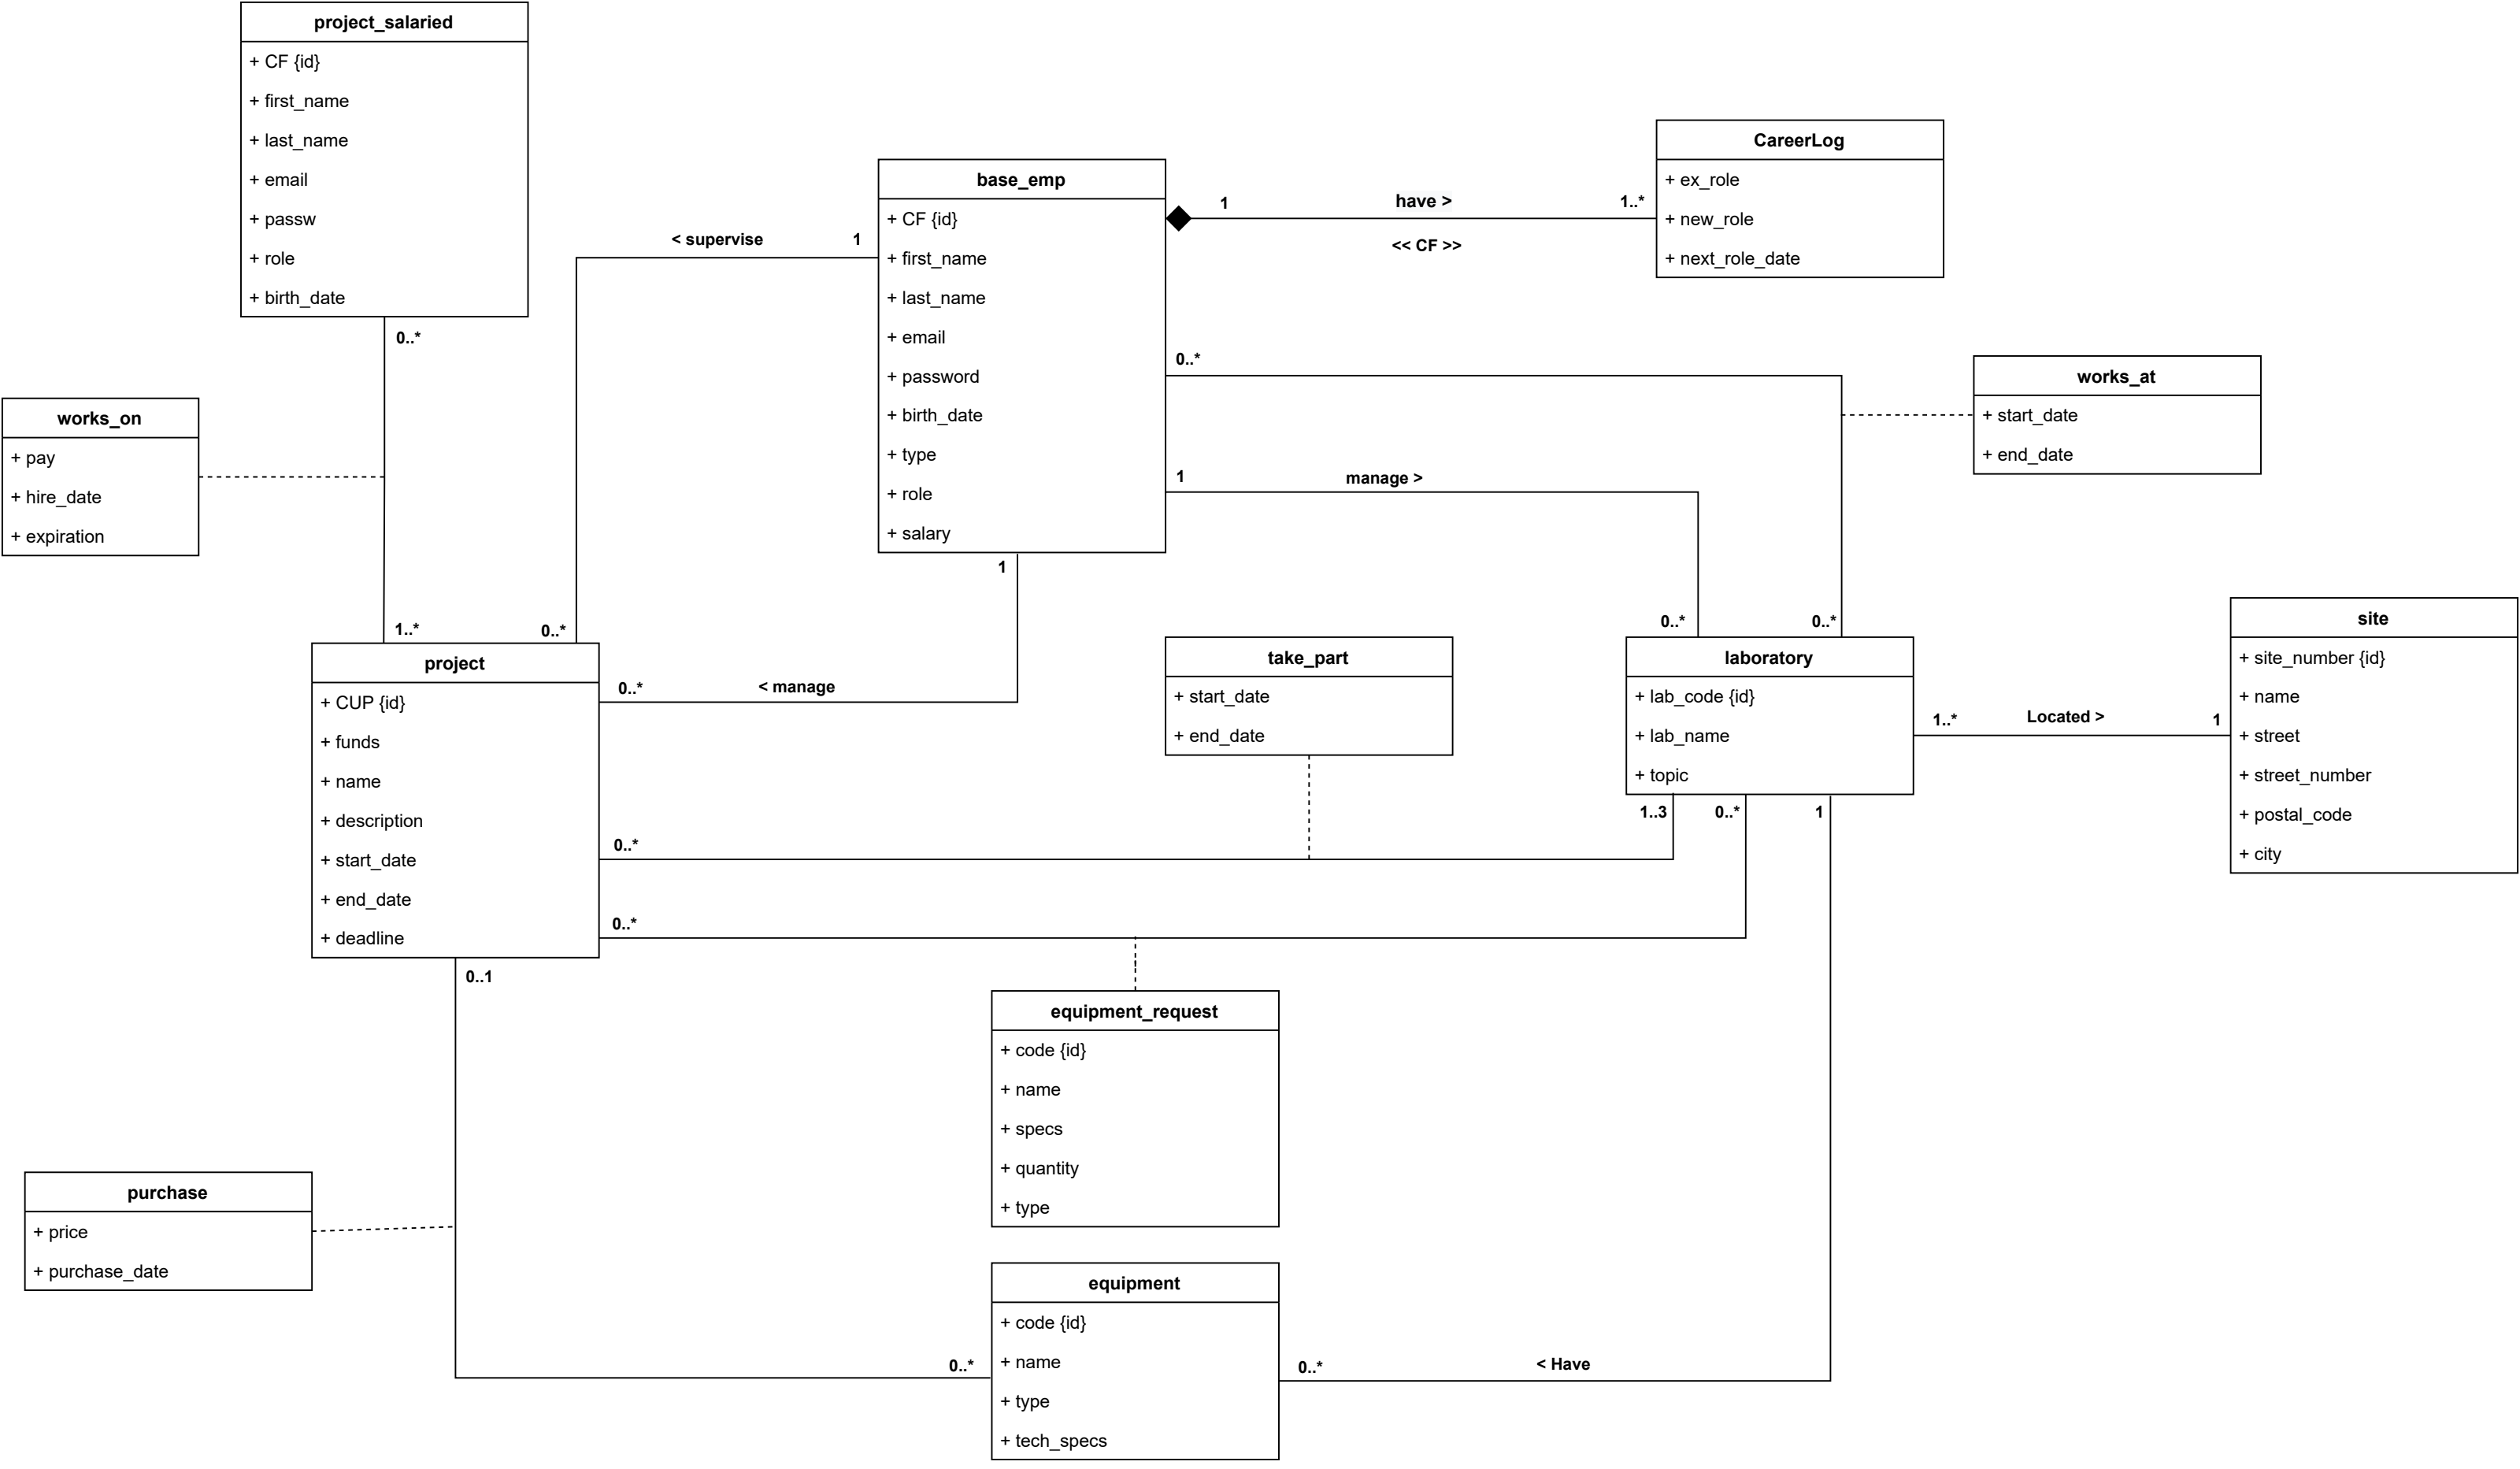 project_salaried
+ CF {id}
+ first_name
+ last_name
+ email
+ passw
+ role
+ birth_date
0..*
works_on
+ pay
+ hire_date
+ expiration
1..*
0..*
< supervise
1
base_emp
+ CF {id}
+ first_name
+ last_name
+ email
+ password
+ birth_date
+ type
+ role
+ salary
1
have >
1..*
<< CF >>
CareerLog
+ ex_role
+ new_role
+ next_role_date
0..*
works_at
+ start_date
+ end_date
1
manage >
0..*
0..*
1
0..*
< manage
project
+ CUP {id}
+ funds
+ name
+ description
+ start_date
+ end_date
+ deadline
take_part
+ start_date
+ end_date
laboratory
+ lab_code {id}
+ lab_name
+ topic
1..*
Located >
1
site
+ site_number {id}
+ name
+ street
+ street_number
+ postal_code
+ city
1..3
0..*
1
0..*
0..*
0..1
equipment_request
+ code {id}
+ name
+ specs
+ quantity
+ type
purchase
+ price
+ purchase_date
equipment
+ code {id}
+ name
+ type
+ tech_specs
0..*
0..*
< Have